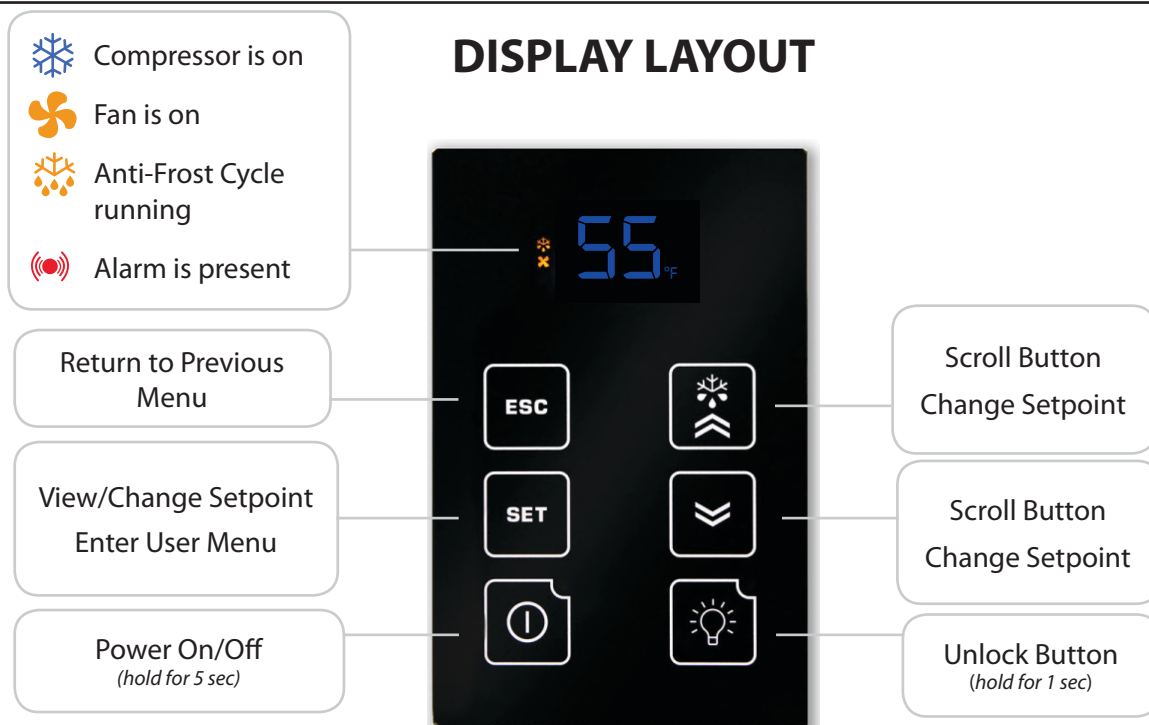 DISPLAY LAYOUT
Compressor is on
Fan is on
Anti-Frost Cycle
running
Alarm is present
55 °F
Return to Previous
Menu
ESC
Scroll Button
Change Setpoint
View/Change Setpoint
Enter User Menu
SET
Scroll Button
Change Setpoint
Power On/Off
(hold for 5 sec)
Unlock Button
(hold for 1 sec)